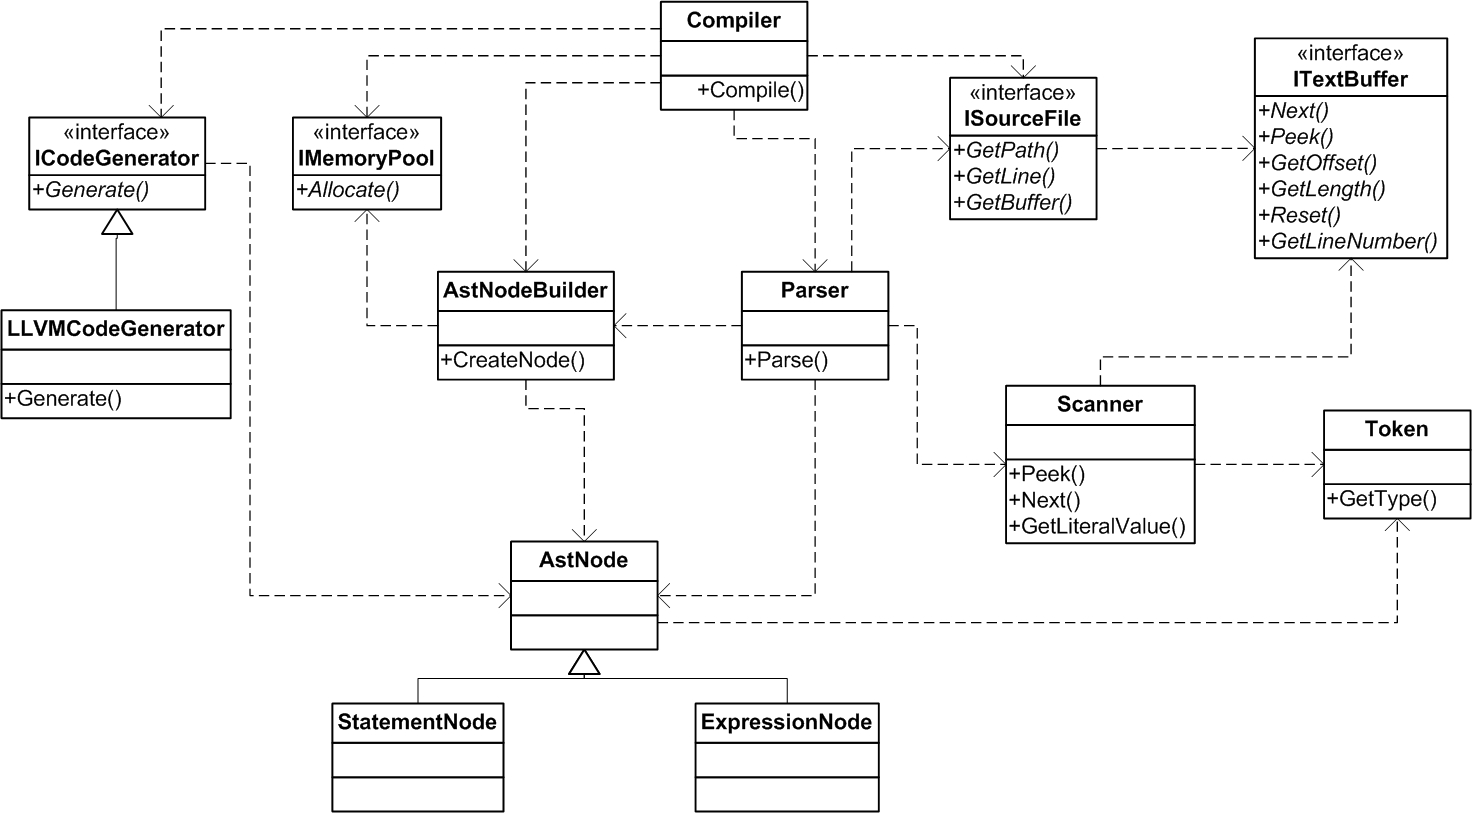 Compiler
+Compile()
«interface»
ITextBuffer
+Next()
+Peek()
+GetOffset()
+GetLength()
+Reset()
+GetLineNumber()
«interface»
ISourceFile
+GetPath()
+GetLine()
+GetBuffer()
«interface»
ICodeGenerator
+Generate()
«interface»
IMemoryPool
+Allocate()
AstNodeBuilder
+CreateNode()
Parser
+Parse()
LLVMCodeGenerator
+Generate()
Scanner
+Peek()
+Next()
+GetLiteralValue()
Token
+GetType()
AstNode
StatementNode
ExpressionNode